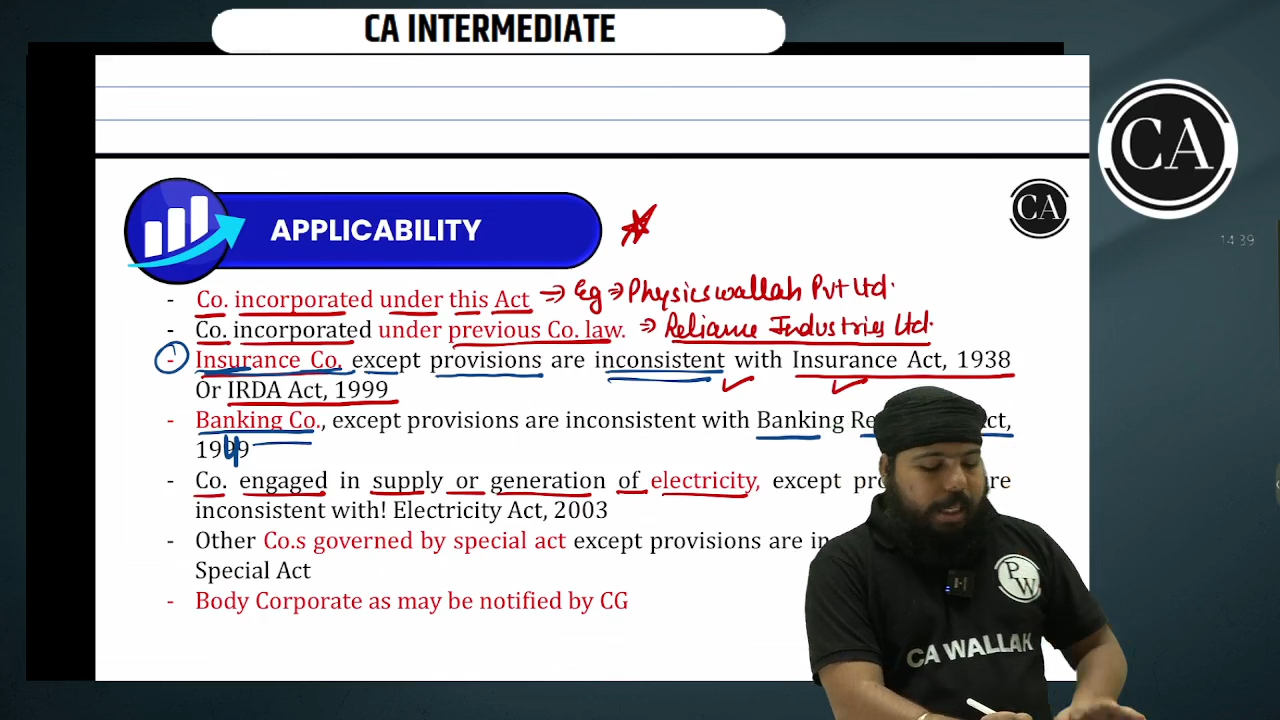 CA INTERMEDIATE
CA
CA
14 39
APPLICABILITY
- Co. incorporated under this Act ⇒ Eg ⇒ Physicswallah Pvt Ltd.
- Co. incorporated under previous Co. law. ⇒ Reliance Industries Ltd.
- Insurance Co, except provisions are inconsistent with Insurance Act, 1938
Or IRDA Act, 1999
- Banking Co., except provisions are inconsistent with Banking Act,
1949
- Co. engaged in supply or generation of electricity, except
inconsistent with! Electricity Act, 2003
- Other Co.s governed by special act except provisions are
Special Act
- Body Corporate as may be notified by CG
PW
CA WALLAH